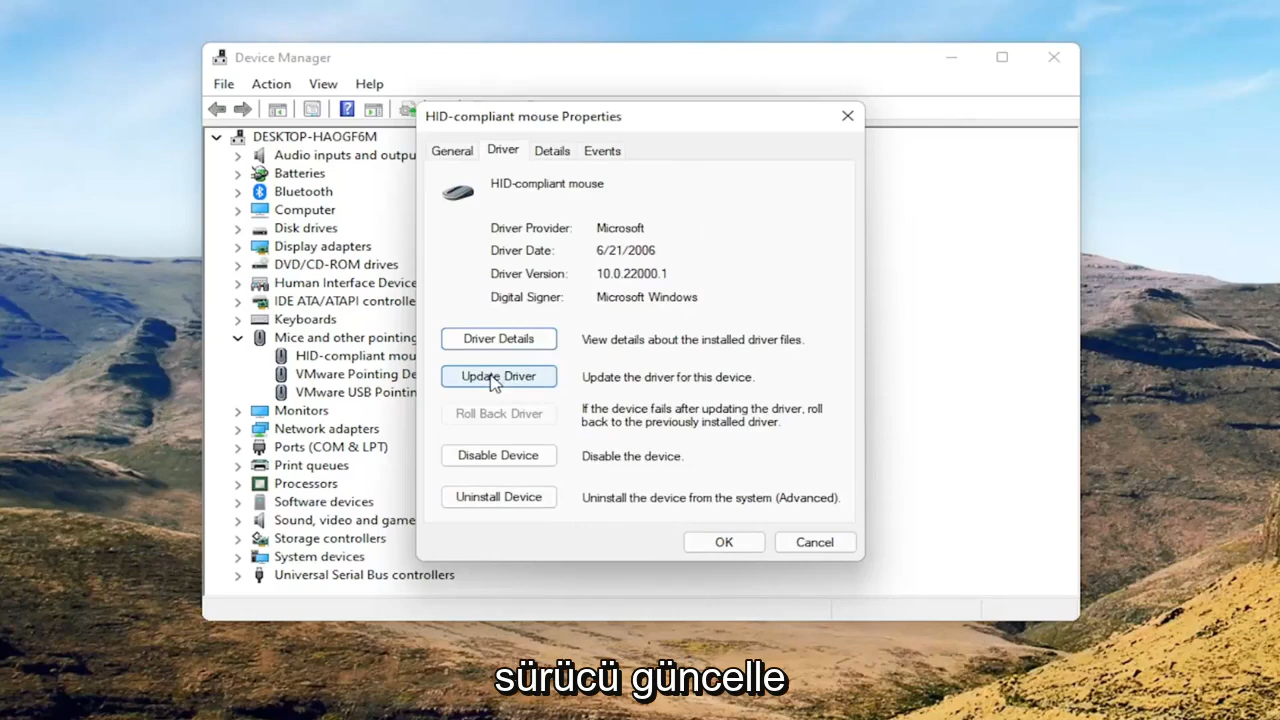 Device Manager
File Action View Help
HID-compliant mouse Properties
DESKTOP-HAOGF6M
Audio inputs and outpu
Batteries
Bluetooth
Computer
Disk drives
Display adapters
DVD/CD-ROM drives
Human Interface Device
IDE ATA/ATAPI controlle
Keyboards
Mice and other pointing
HID-compliant mou
VMware Pointing De
VMware USB Pointin
Monitors
Network adapters
Ports (COM & LPT)
Print queues
Processors
Software devices
Sound, video and game
Storage controllers
System devices
Universal Serial Bus controllers
General Driver Details Events
HID-compliant mouse
Driver Provider: Microsoft
Driver Date: 6/21/2006
Driver Version: 10.0.22000.1
Digital Signer: Microsoft Windows
Driver Details View details about the installed driver files.
Update Driver Update the driver for this device.
Roll Back Driver If the device fails after updating the driver, roll
back to the previously installed driver.
Disable Device Disable the device.
Uninstall Device Uninstall the device from the system (Advanced).
OK Cancel
sürücü güncelle